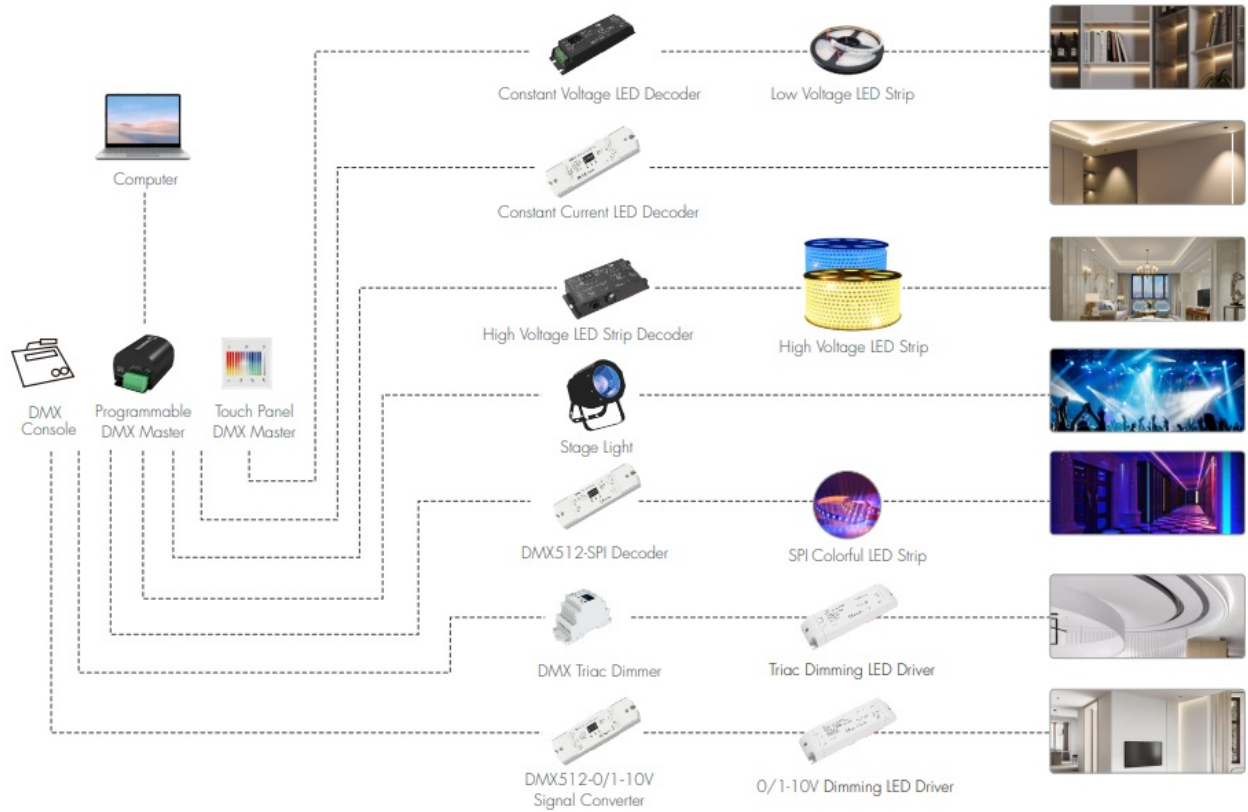 Constant Voltage LED Decoder
Low Voltage LED Strip
Computer
Constant Current LED Decoder
High Voltage LED Strip Decoder
High Voltage LED Strip
DMX
Console
Programmable
DMX Master
Touch Panel
DMX Master
Stage Light
DMX512-SPI Decoder
SPI Colorful LED Strip
DMX Triac Dimmer
Triac Dimming LED Driver
DMX512-0/1-10V
Signal Converter
0/1-10V Dimming LED Driver